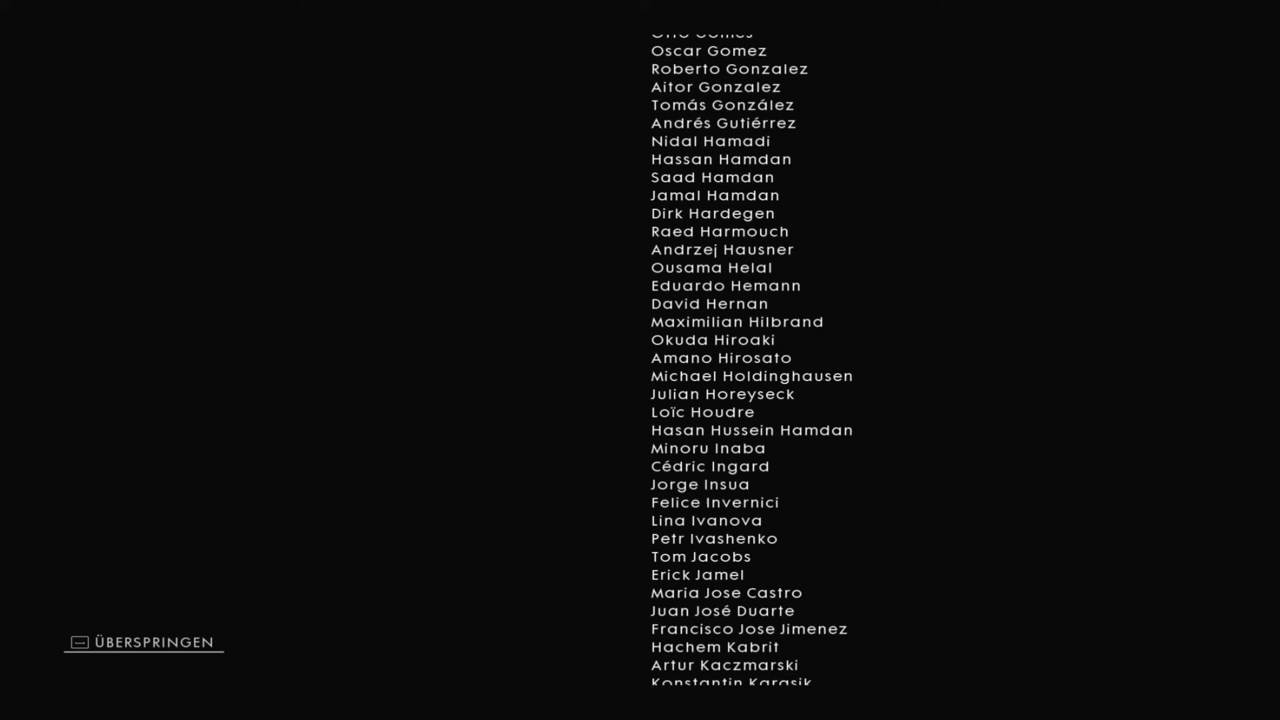 Oscar Gomez
Roberto Gonzalez
Aitor Gonzalez
Tomás González
Andrés Gutiérrez
Nidal Hamadi
Hassan Hamdan
Saad Hamdan
Jamal Hamdan
Dirk Hardegen
Raed Harmouch
Andrzej Hausner
Ousama Helal
Eduardo Hemann
David Hernan
Maximilian Hilbrand
Okuda Hiroaki
Amano Hirosato
Michael Holdinghausen
Julian Horeyseck
Loïc Houdre
Hasan Hussein Hamdan
Minoru Inaba
Cédric Ingard
Jorge Insua
Felice Invernici
Lina Ivanova
Petr Ivashenko
Tom Jacobs
Erick Jamel
Maria Jose Castro
Juan José Duarte
Francisco Jose Jimenez
Hachem Kabrit
Artur Kaczmarski
Konstantin Karasik
ÜBERSPRINGEN